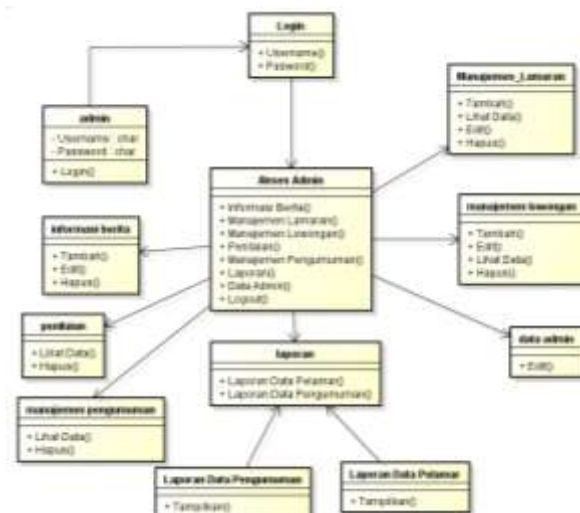 Login
+ Username()
+ Pasword()
admin
- Username : char
- Password : char
+ Login()
Manajemen_Lamaran
+ Tambah()
+ Lihat Data()
+ Edit()
+ Hapus()
Akses Admin
+ Informasi Berita()
+ Manajemen Lamaran()
+ Manajemen Lowongan()
+ Penilaian()
+ Manajemen Pengumuman()
+ Laporan()
+ Data Admin()
+ Logout()
informasi berita
+ Tambah()
+ Edit()
+ Hapus()
manajemen lowongan
+ Tambah()
+ Edit()
+ Lihat Data()
+ Hapus()
penilaian
+ Lihat Data()
+ Hapus()
laporan
+ Laporan Data Pelamar()
+ Laporan Data Pengumuman()
data admin
+ Edit()
manajemen pengumuman
+ Lihat Data()
+ Hapus()
Laporan Data Pengumuman
+ Tampilkan()
Laporan Data Pelamar
+ Tampilkan()